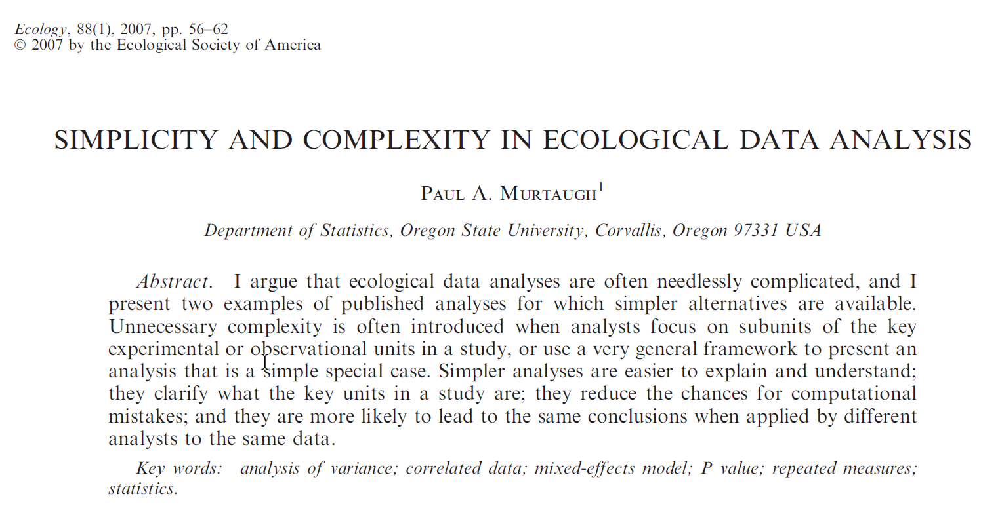 Ecology, 88(1), 2007, pp. 56–62
© 2007 by the Ecological Society of America
SIMPLICITY AND COMPLEXITY IN ECOLOGICAL DATA ANALYSIS
PAUL A. MURTAUGH¹
Department of Statistics, Oregon State University, Corvallis, Oregon 97331 USA
Abstract. I argue that ecological data analyses are often needlessly complicated, and I
present two examples of published analyses for which simpler alternatives are available.
Unnecessary complexity is often introduced when analysts focus on subunits of the key
experimental or observational units in a study, or use a very general framework to present an
analysis that is a simple special case. Simpler analyses are easier to explain and understand;
they clarify what the key units in a study are; they reduce the chances for computational
mistakes; and they are more likely to lead to the same conclusions when applied by different
analysts to the same data.
Key words: analysis of variance; correlated data; mixed-effects model; P value; repeated measures;
statistics.